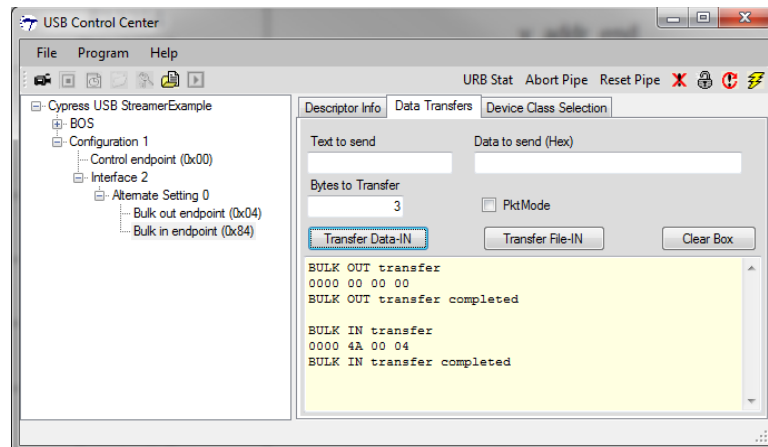 USB Control Center
File Program Help
URB Stat Abort Pipe Reset Pipe
Cypress USB StreamerExample
BOS
Configuration 1
Control endpoint (0x00)
Interface 2
Alternate Setting 0
Bulk out endpoint (0x04)
Bulk in endpoint (0x84)
Descriptor Info Data Transfers Device Class Selection
Text to send Data to send (Hex)
Bytes to Transfer
3 PktMode
Transfer Data-IN Transfer File-IN Clear Box
BULK OUT transfer
0000 00 00 00
BULK OUT transfer completed
BULK IN transfer
0000 4A 00 04
BULK IN transfer completed